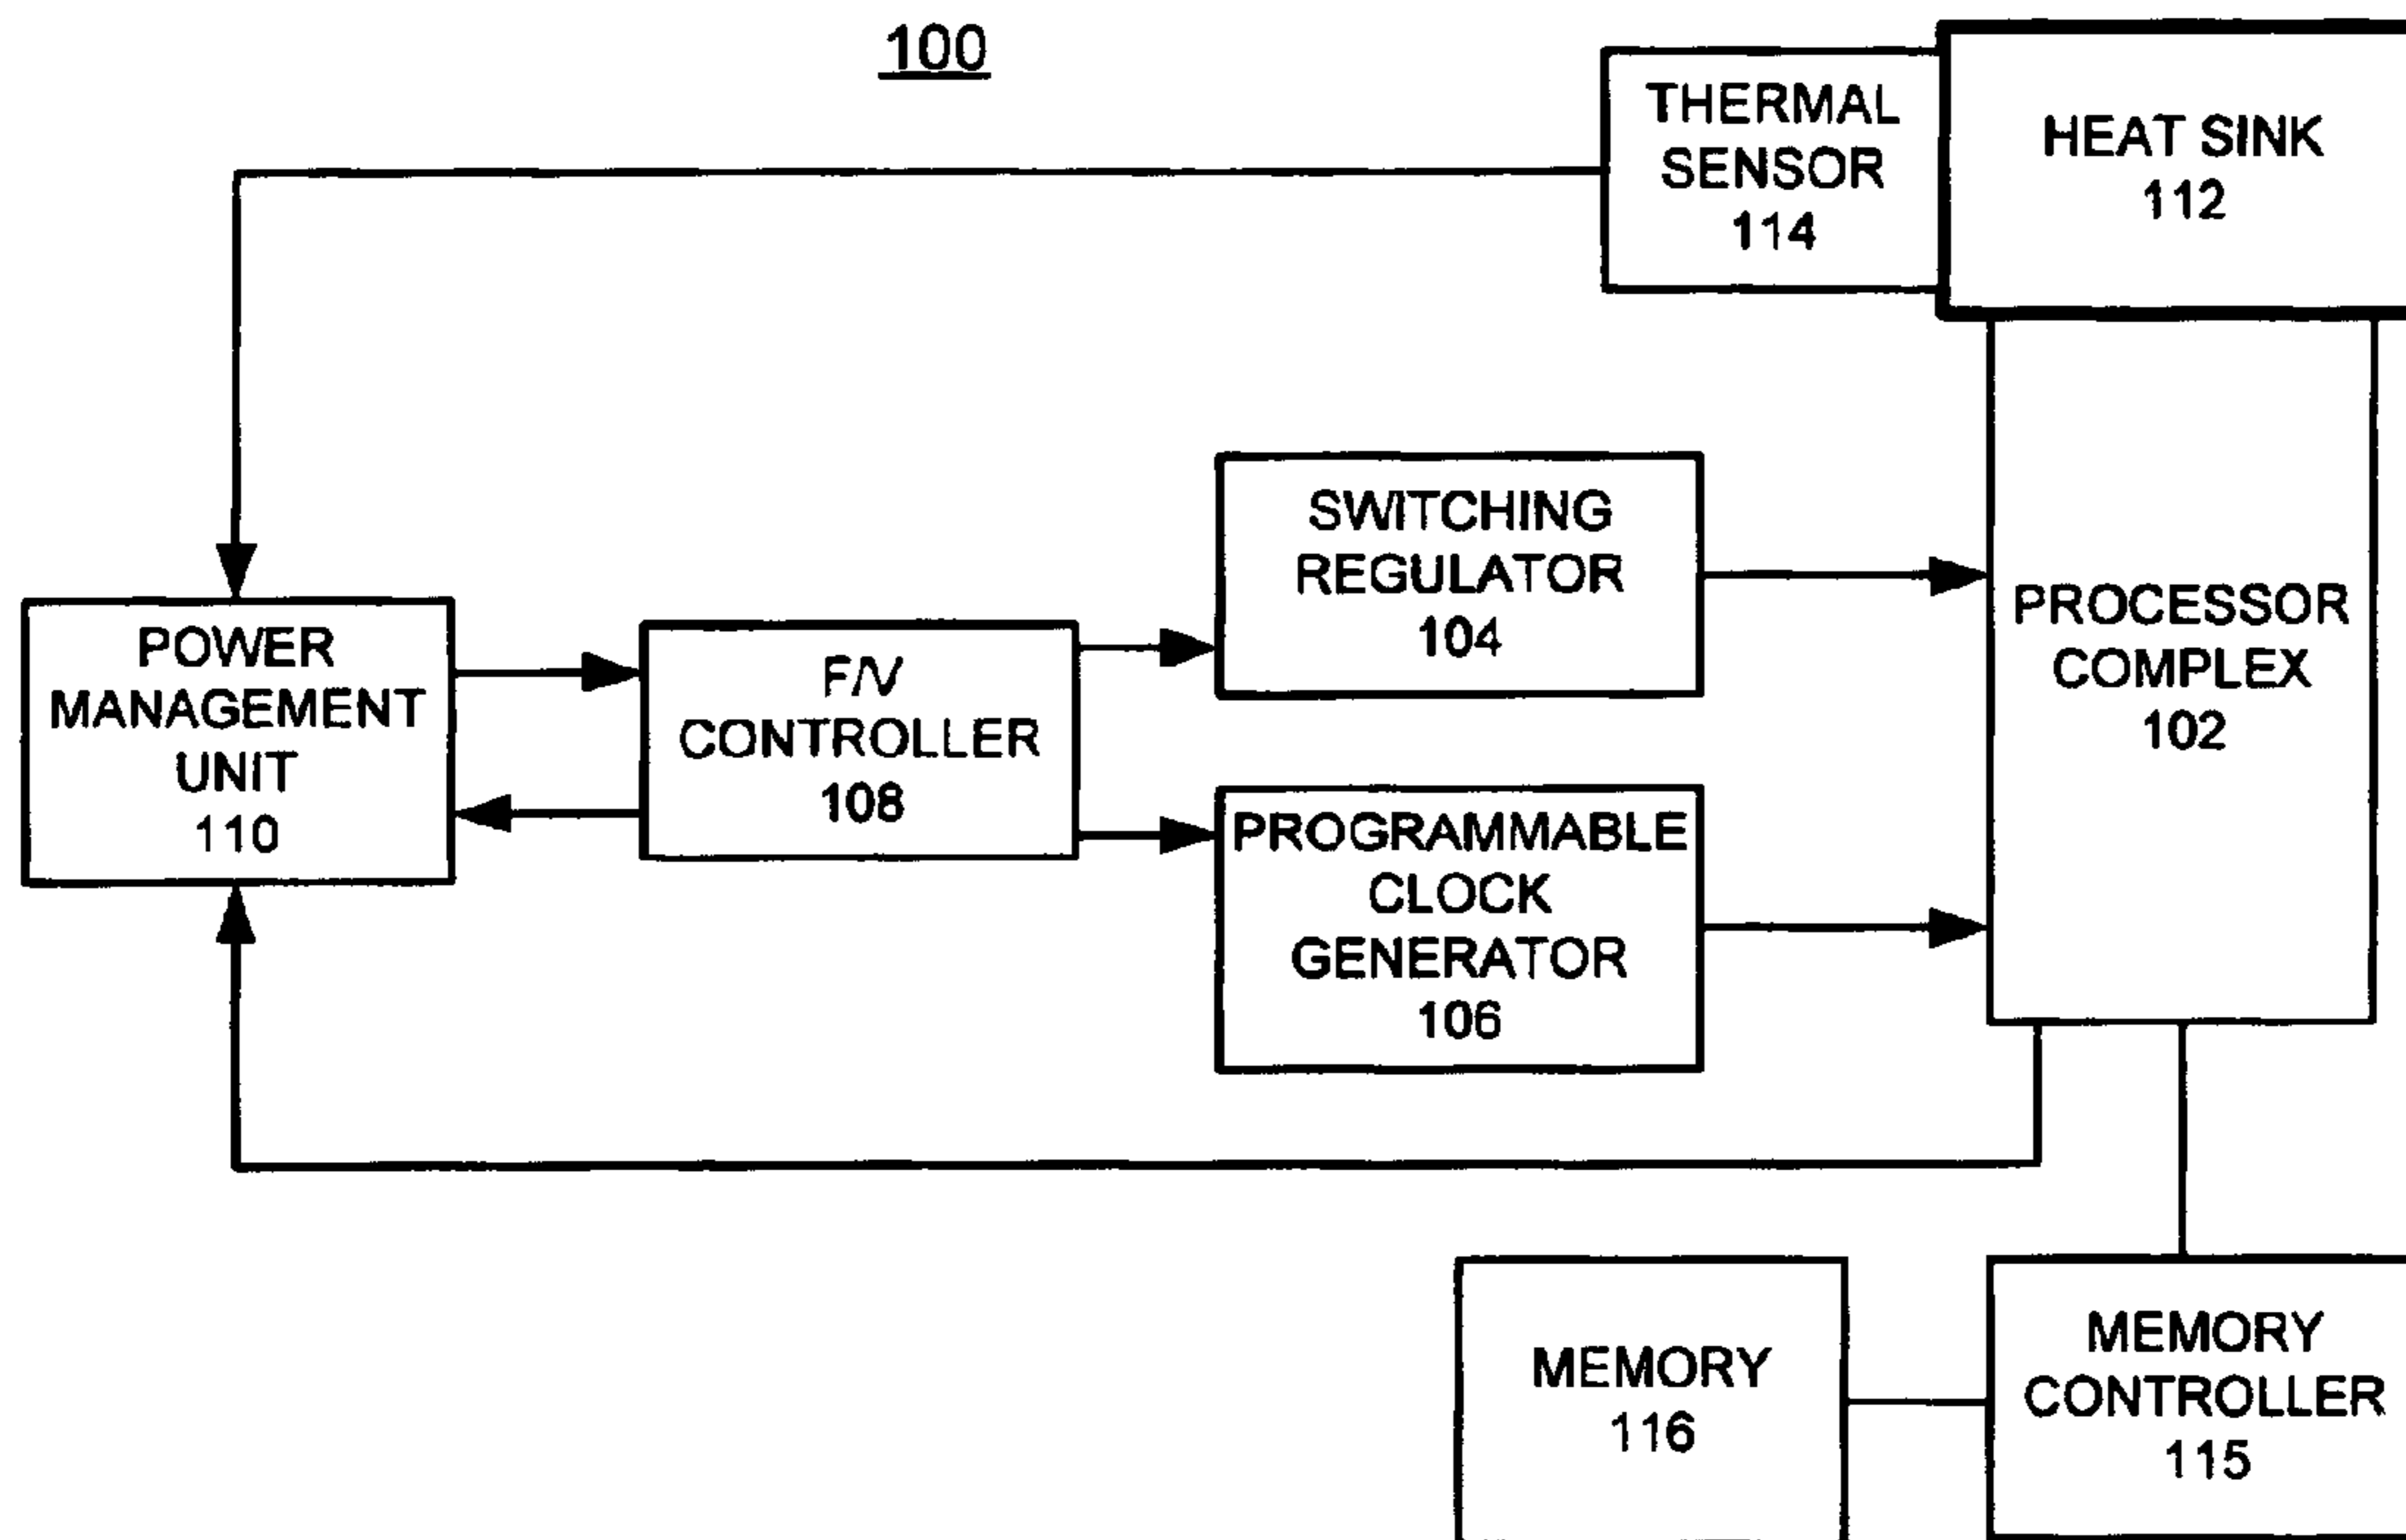 100
THERMAL
SENSOR
114
HEAT SINK
112
SWITCHING
REGULATOR
104
PROCESSOR
COMPLEX
102
POWER
MANAGEMENT
UNIT
110
F/V
CONTROLLER
108
PROGRAMMABLE
CLOCK
GENERATOR
106
MEMORY
116
MEMORY
CONTROLLER
115